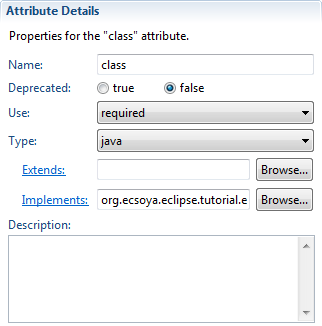 Attribute Details
Properties for the "class" attribute.
Name: class
Deprecated: true false
Use: required
Type: java
Extends: Browse...
Implements: org.ecsoya.eclipse.tutorial.e Browse...
Description: